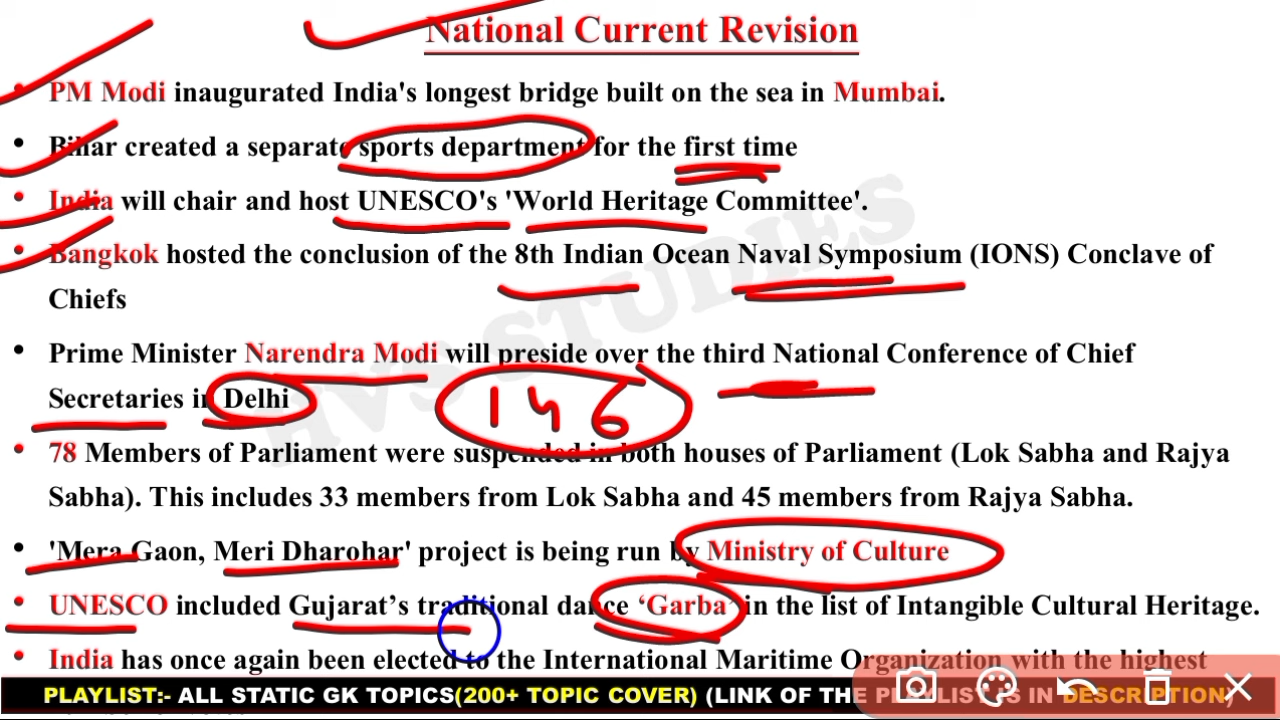 National Current Revision
• PM Modi inaugurated India's longest bridge built on the sea in Mumbai.
• Bihar created a separate sports department for the first time
• India will chair and host UNESCO's 'World Heritage Committee'.
• Bangkok hosted the conclusion of the 8th Indian Ocean Naval Symposium (IONS) Conclave of
Chiefs
• Prime Minister Narendra Modi will preside over the third National Conference of Chief
Secretaries in Delhi
146
• 78 Members of Parliament were suspended in both houses of Parliament (Lok Sabha and Rajya
Sabha). This includes 33 members from Lok Sabha and 45 members from Rajya Sabha.
• 'Mera Gaon, Meri Dharohar' project is being run by Ministry of Culture
• UNESCO included Gujarat’s traditional dance ‘Garba’ in the list of Intangible Cultural Heritage.
• India has once again been elected to the International Maritime Organization with the highest
PLAYLIST:- ALL STATIC GK TOPICS(200+ TOPIC COVER) (LINK OF THE PLAYLIST IS IN DESCRIPTION)
HVS STUDIES